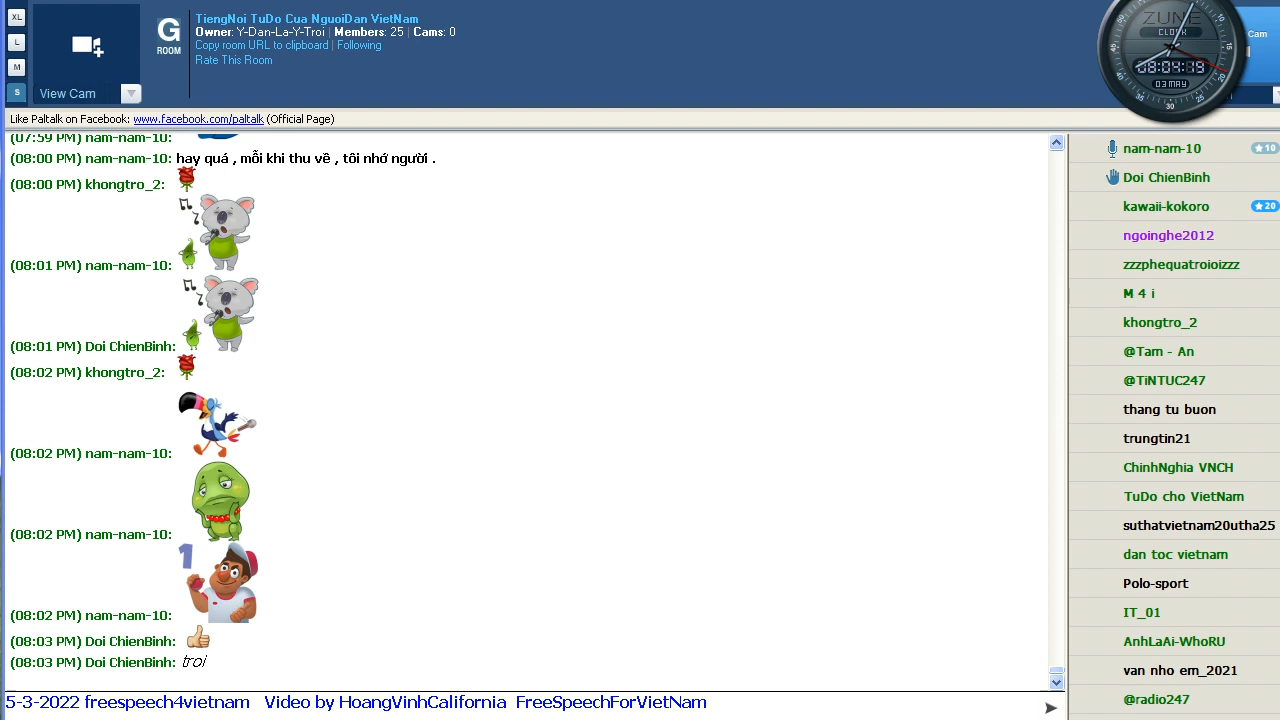 XL
L
M
S
View Cam
G
ROOM
TiengNoi TuDo Cua NguoiDan VietNam
Owner: Y-Dan-La-Y-Troi | Members: 25 | Cams: 0
Copy room URL to clipboard | Following
Rate This Room
ZUNE
CLOCK
08:04:19
03 MAY
Cam
Like Paltalk on Facebook: www.facebook.com/paltalk (Official Page)
(07:59 PM) nam-nam-10:
(08:00 PM) nam-nam-10: hay quá , mỗi khi thu về , tôi nhớ người .
(08:00 PM) khongtro_2:
(08:01 PM) nam-nam-10:
(08:01 PM) Doi ChienBinh:
(08:02 PM) khongtro_2:
(08:02 PM) nam-nam-10:
(08:02 PM) nam-nam-10:
1
(08:02 PM) nam-nam-10:
(08:03 PM) Doi ChienBinh:
(08:03 PM) Doi ChienBinh: troi
nam-nam-10 10
Doi ChienBinh
kawaii-kokoro 20
ngoinghe2012
zzzphequatroioizzz
M 4 i
khongtro_2
@Tam - An
@TiNTUC247
thang tu buon
trungtin21
ChinhNghia VNCH
TuDo cho VietNam
suthatvietnam20utha25
dan toc vietnam
Polo-sport
IT_01
AnhLaAi-WhoRU
van nho em_2021
@radio247
5-3-2022 freespeech4vietnam Video by HoangVinhCalifornia FreeSpeechForVietNam